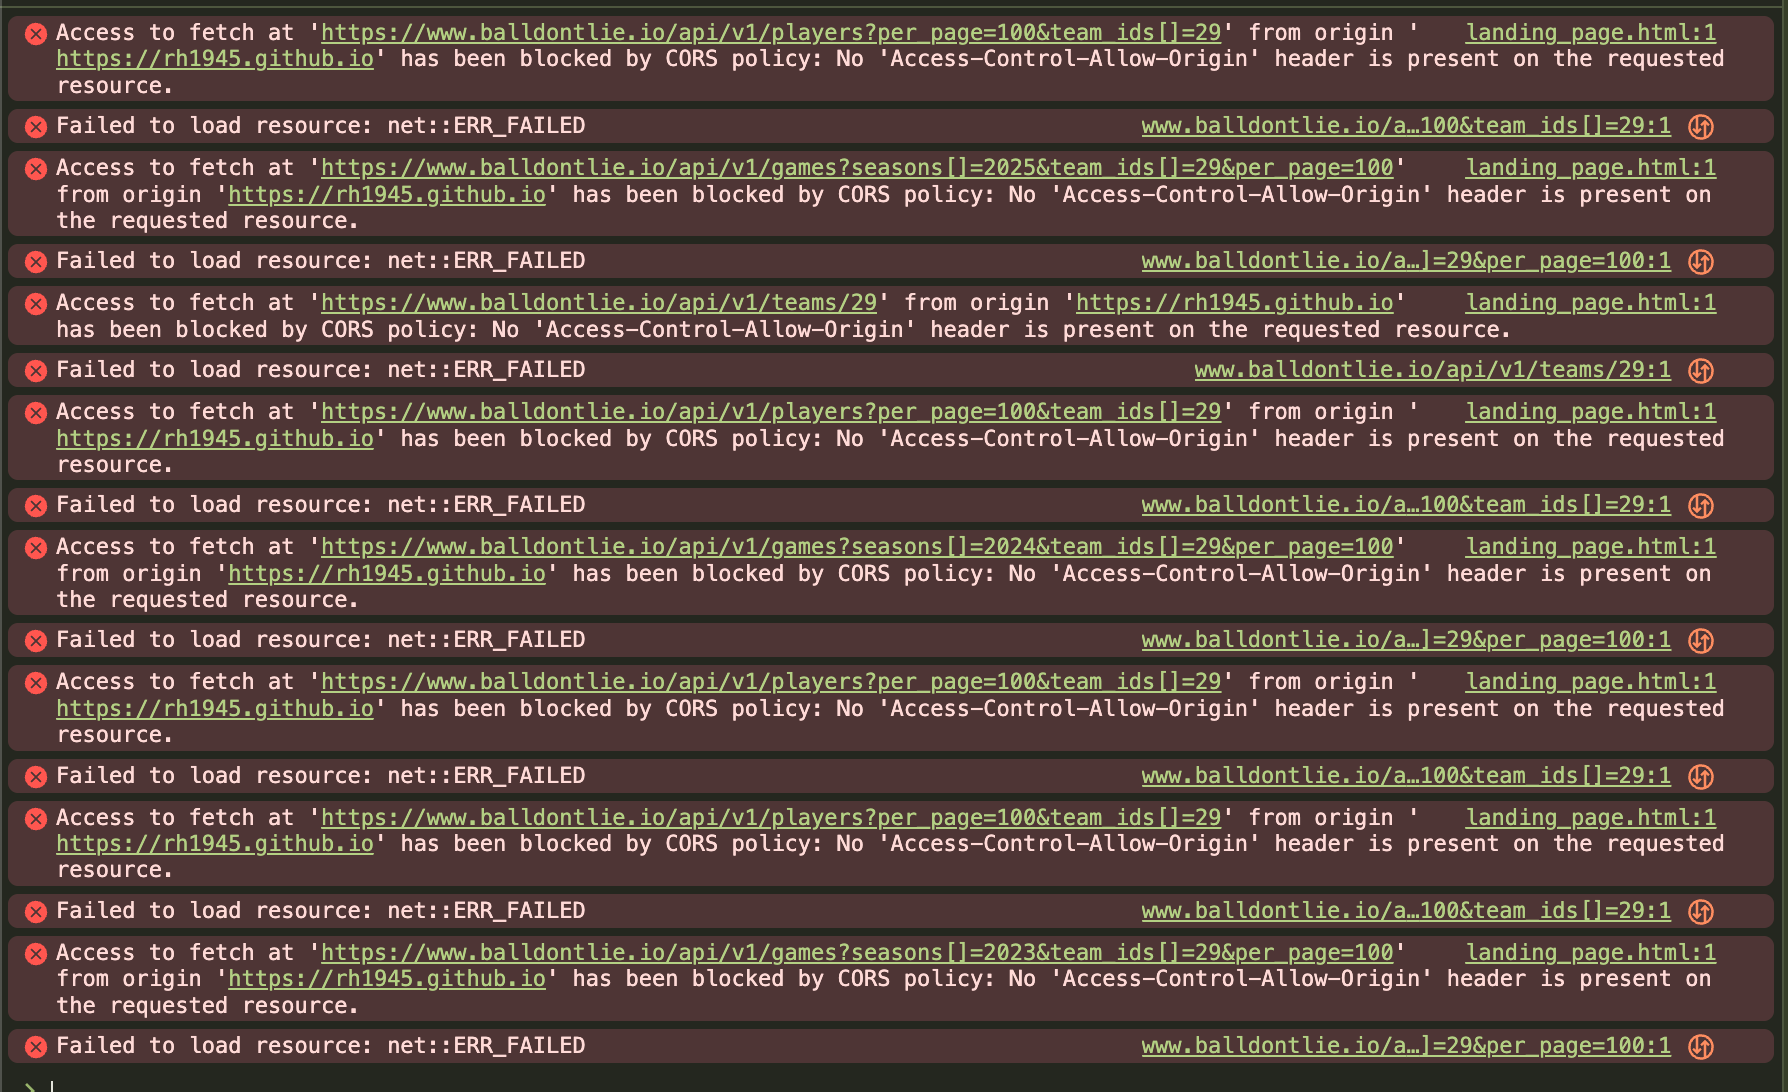 Access to fetch at 'https://www.balldontlie.io/api/v1/players?per_page=100&team_ids[]=29' from origin ' landing_page.html:1
https://rh1945.github.io' has been blocked by CORS policy: No 'Access-Control-Allow-Origin' header is present on the requested
resource.
Failed to load resource: net::ERR_FAILED www.balldontlie.io/a…100&team_ids[]=29:1
Access to fetch at 'https://www.balldontlie.io/api/v1/games?seasons[]=2025&team_ids[]=29&per_page=100' landing_page.html:1
from origin 'https://rh1945.github.io' has been blocked by CORS policy: No 'Access-Control-Allow-Origin' header is present on
the requested resource.
Failed to load resource: net::ERR_FAILED www.balldontlie.io/a…]=29&per_page=100:1
Access to fetch at 'https://www.balldontlie.io/api/v1/teams/29' from origin 'https://rh1945.github.io' landing_page.html:1
has been blocked by CORS policy: No 'Access-Control-Allow-Origin' header is present on the requested resource.
Failed to load resource: net::ERR_FAILED www.balldontlie.io/api/v1/teams/29:1
Access to fetch at 'https://www.balldontlie.io/api/v1/players?per_page=100&team_ids[]=29' from origin ' landing_page.html:1
https://rh1945.github.io' has been blocked by CORS policy: No 'Access-Control-Allow-Origin' header is present on the requested
resource.
Failed to load resource: net::ERR_FAILED www.balldontlie.io/a…100&team_ids[]=29:1
Access to fetch at 'https://www.balldontlie.io/api/v1/games?seasons[]=2024&team_ids[]=29&per_page=100' landing_page.html:1
from origin 'https://rh1945.github.io' has been blocked by CORS policy: No 'Access-Control-Allow-Origin' header is present on
the requested resource.
Failed to load resource: net::ERR_FAILED www.balldontlie.io/a…]=29&per_page=100:1
Access to fetch at 'https://www.balldontlie.io/api/v1/players?per_page=100&team_ids[]=29' from origin ' landing_page.html:1
https://rh1945.github.io' has been blocked by CORS policy: No 'Access-Control-Allow-Origin' header is present on the requested
resource.
Failed to load resource: net::ERR_FAILED www.balldontlie.io/a…100&team_ids[]=29:1
Access to fetch at 'https://www.balldontlie.io/api/v1/players?per_page=100&team_ids[]=29' from origin ' landing_page.html:1
https://rh1945.github.io' has been blocked by CORS policy: No 'Access-Control-Allow-Origin' header is present on the requested
resource.
Failed to load resource: net::ERR_FAILED www.balldontlie.io/a…100&team_ids[]=29:1
Access to fetch at 'https://www.balldontlie.io/api/v1/games?seasons[]=2023&team_ids[]=29&per_page=100' landing_page.html:1
from origin 'https://rh1945.github.io' has been blocked by CORS policy: No 'Access-Control-Allow-Origin' header is present on
the requested resource.
Failed to load resource: net::ERR_FAILED www.balldontlie.io/a…]=29&per_page=100:1